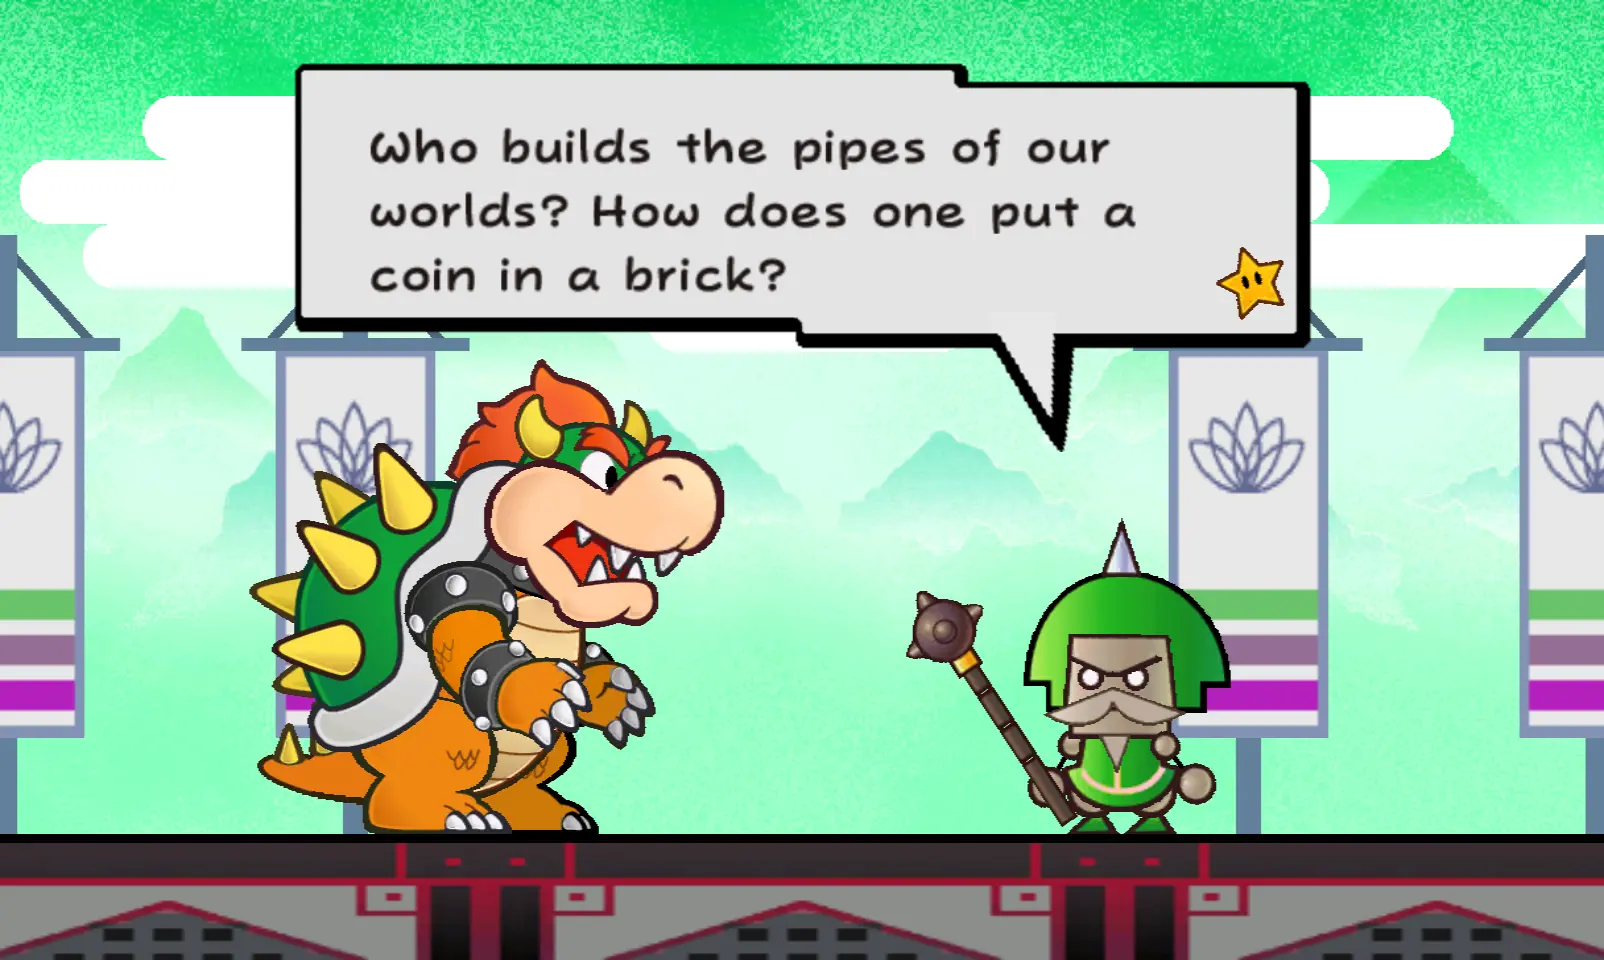 Who builds the pipes of our
worlds? How does one put a
coin in a brick?